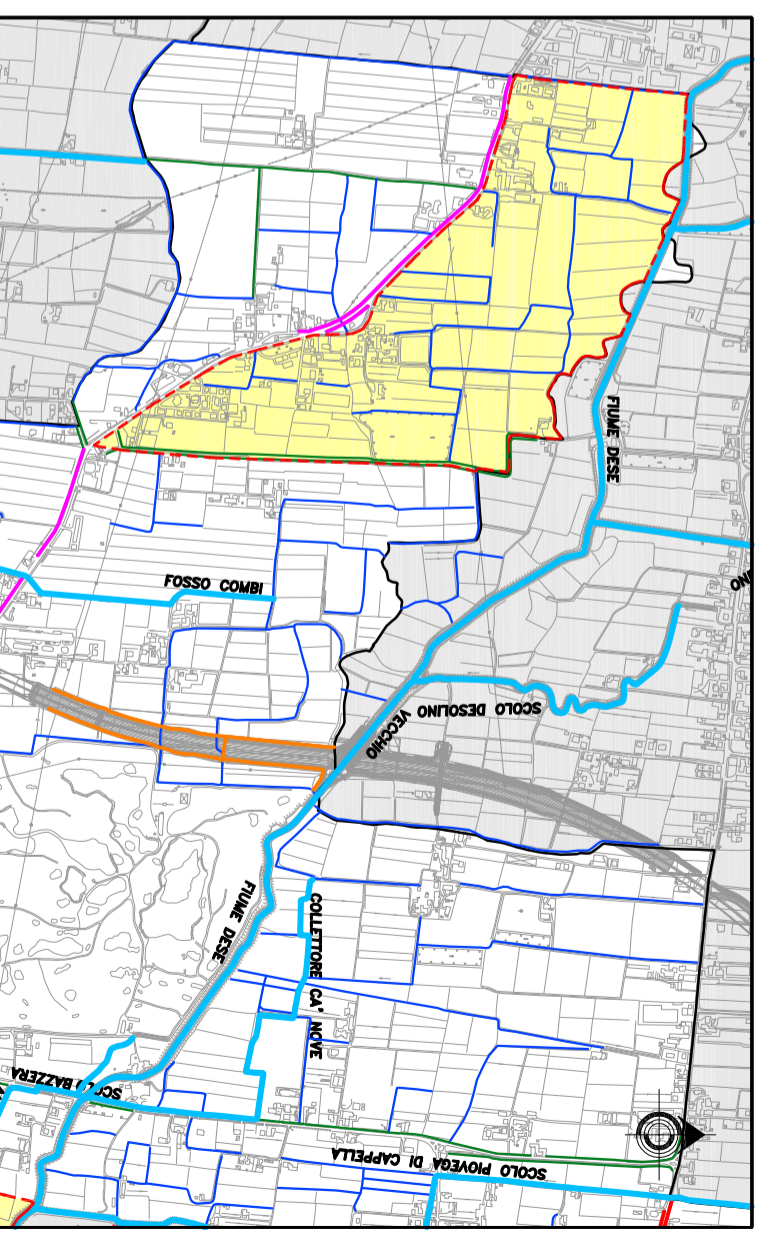 FIUME DESE
FOSSO COMBI
SCOLO DESOLINO
VECCHIO
FIUME DESE
COLLETTORE CA' NOVE
SCOLO BAZZERA
SCOLO PIOVEGA DI CAPPELLA